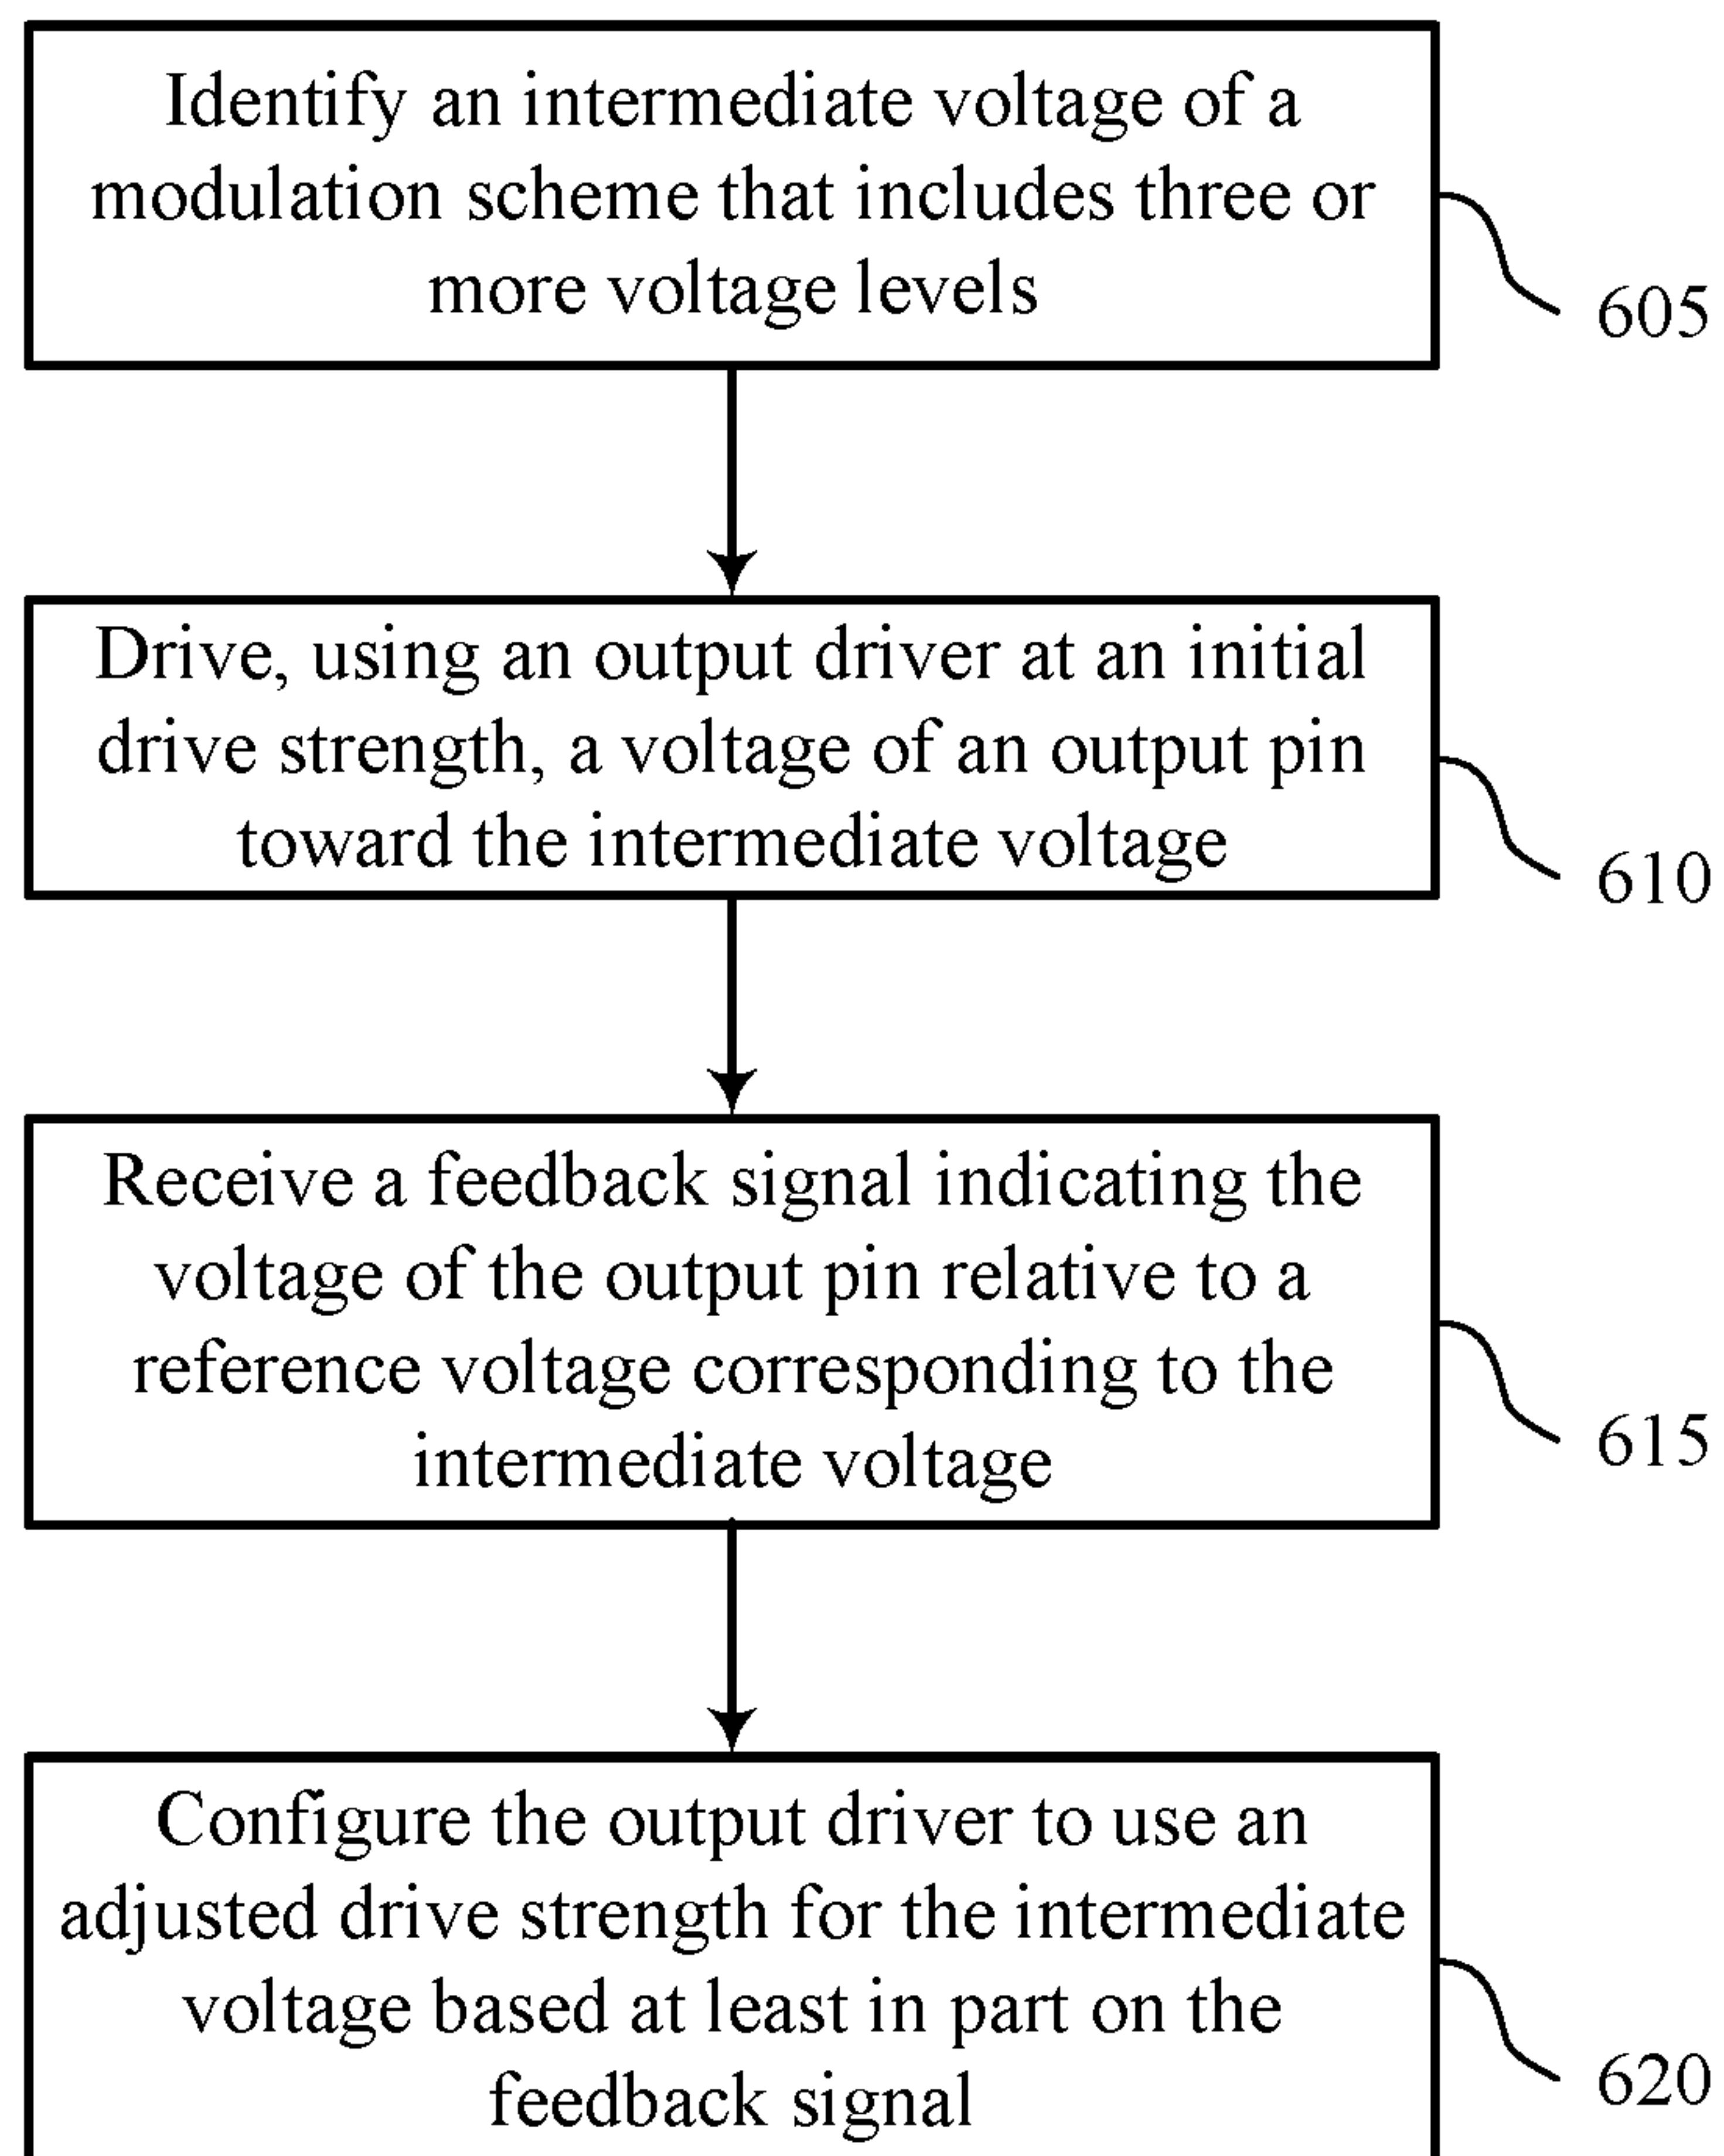 Identify an intermediate voltage of a
modulation scheme that includes three or
more voltage levels
605
Drive, using an output driver at an initial
drive strength, a voltage of an output pin
toward the intermediate voltage
610
Receive a feedback signal indicating the
voltage of the output pin relative to a
reference voltage corresponding to the
intermediate voltage
615
Configure the output driver to use an
adjusted drive strength for the intermediate
voltage based at least in part on the
feedback signal
620